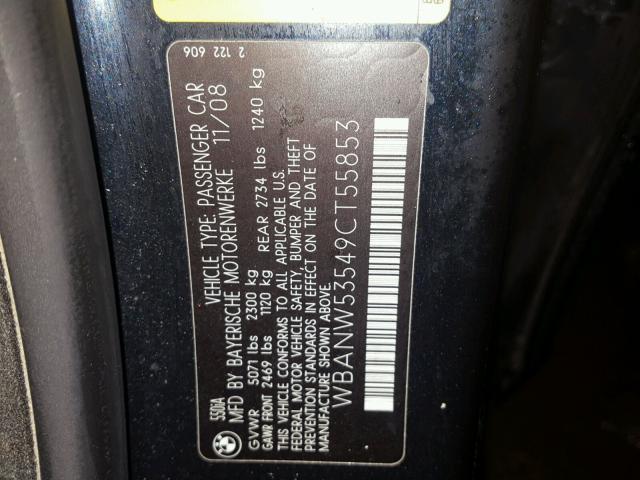 550iA
VEHICLE TYPE: PASSENGER CAR
MFD BY BAYERISCHE MOTORENWERKE 11/08
GVWR 5071 lbs 2300 kg
GAWR FRONT 2469 lbs 1120 kg REAR 2734 lbs 1240 kg
THIS VEHICLE CONFORMS TO ALL APPLICABLE U.S.
FEDERAL MOTOR VEHICLE SAFETY, BUMPER AND THEFT
PREVENTION STANDARDS IN EFFECT ON THE DATE OF
MANUFACTURE SHOWN ABOVE.
WBANW53549CT55853
2 122 606